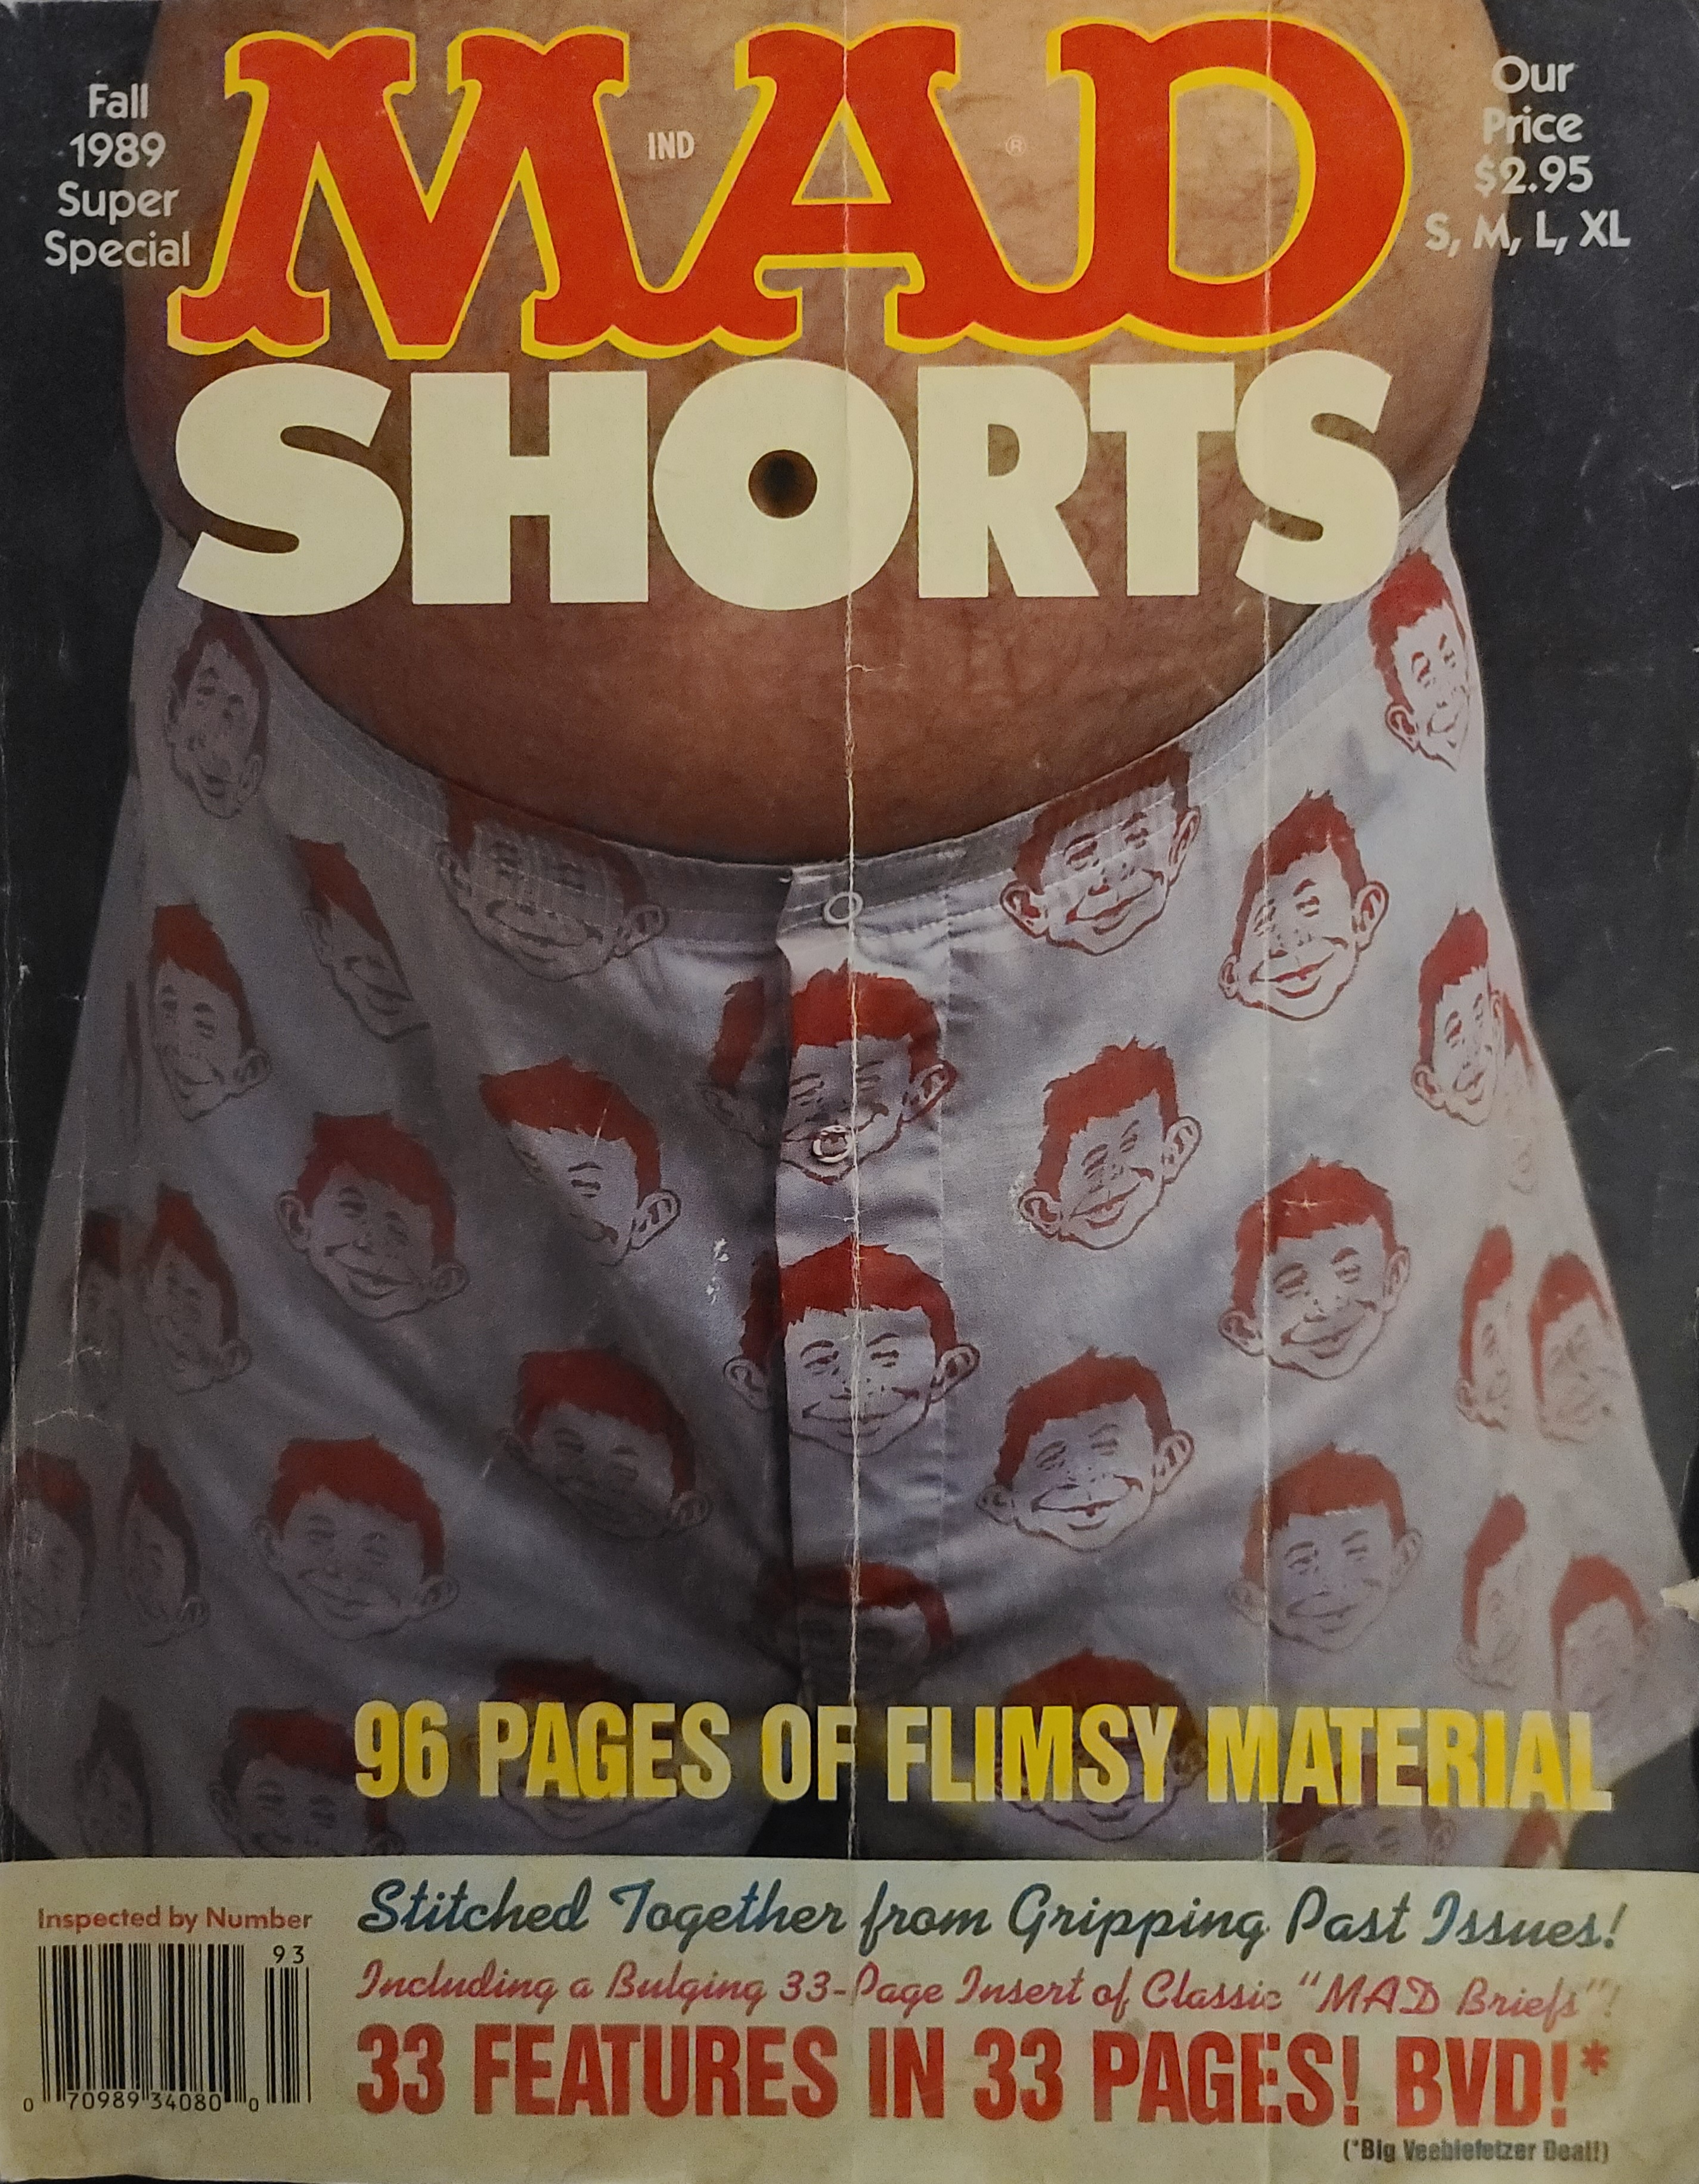 Fall
1989
Super
Special
MAD
IND
®
Our
Price
$2.95
S, M, L, XL
SHORTS
96 PAGES OF FLIMSY MATERIAL
Stitched Together from Gripping Past Issues!
Including a Bulging 33-Page Insert of Classic "MAD Briefs"!
33 FEATURES IN 33 PAGES! BVD!*
(*Big Veeblefetzer Deal!)
Inspected by Number
93
0 70989 34080 0